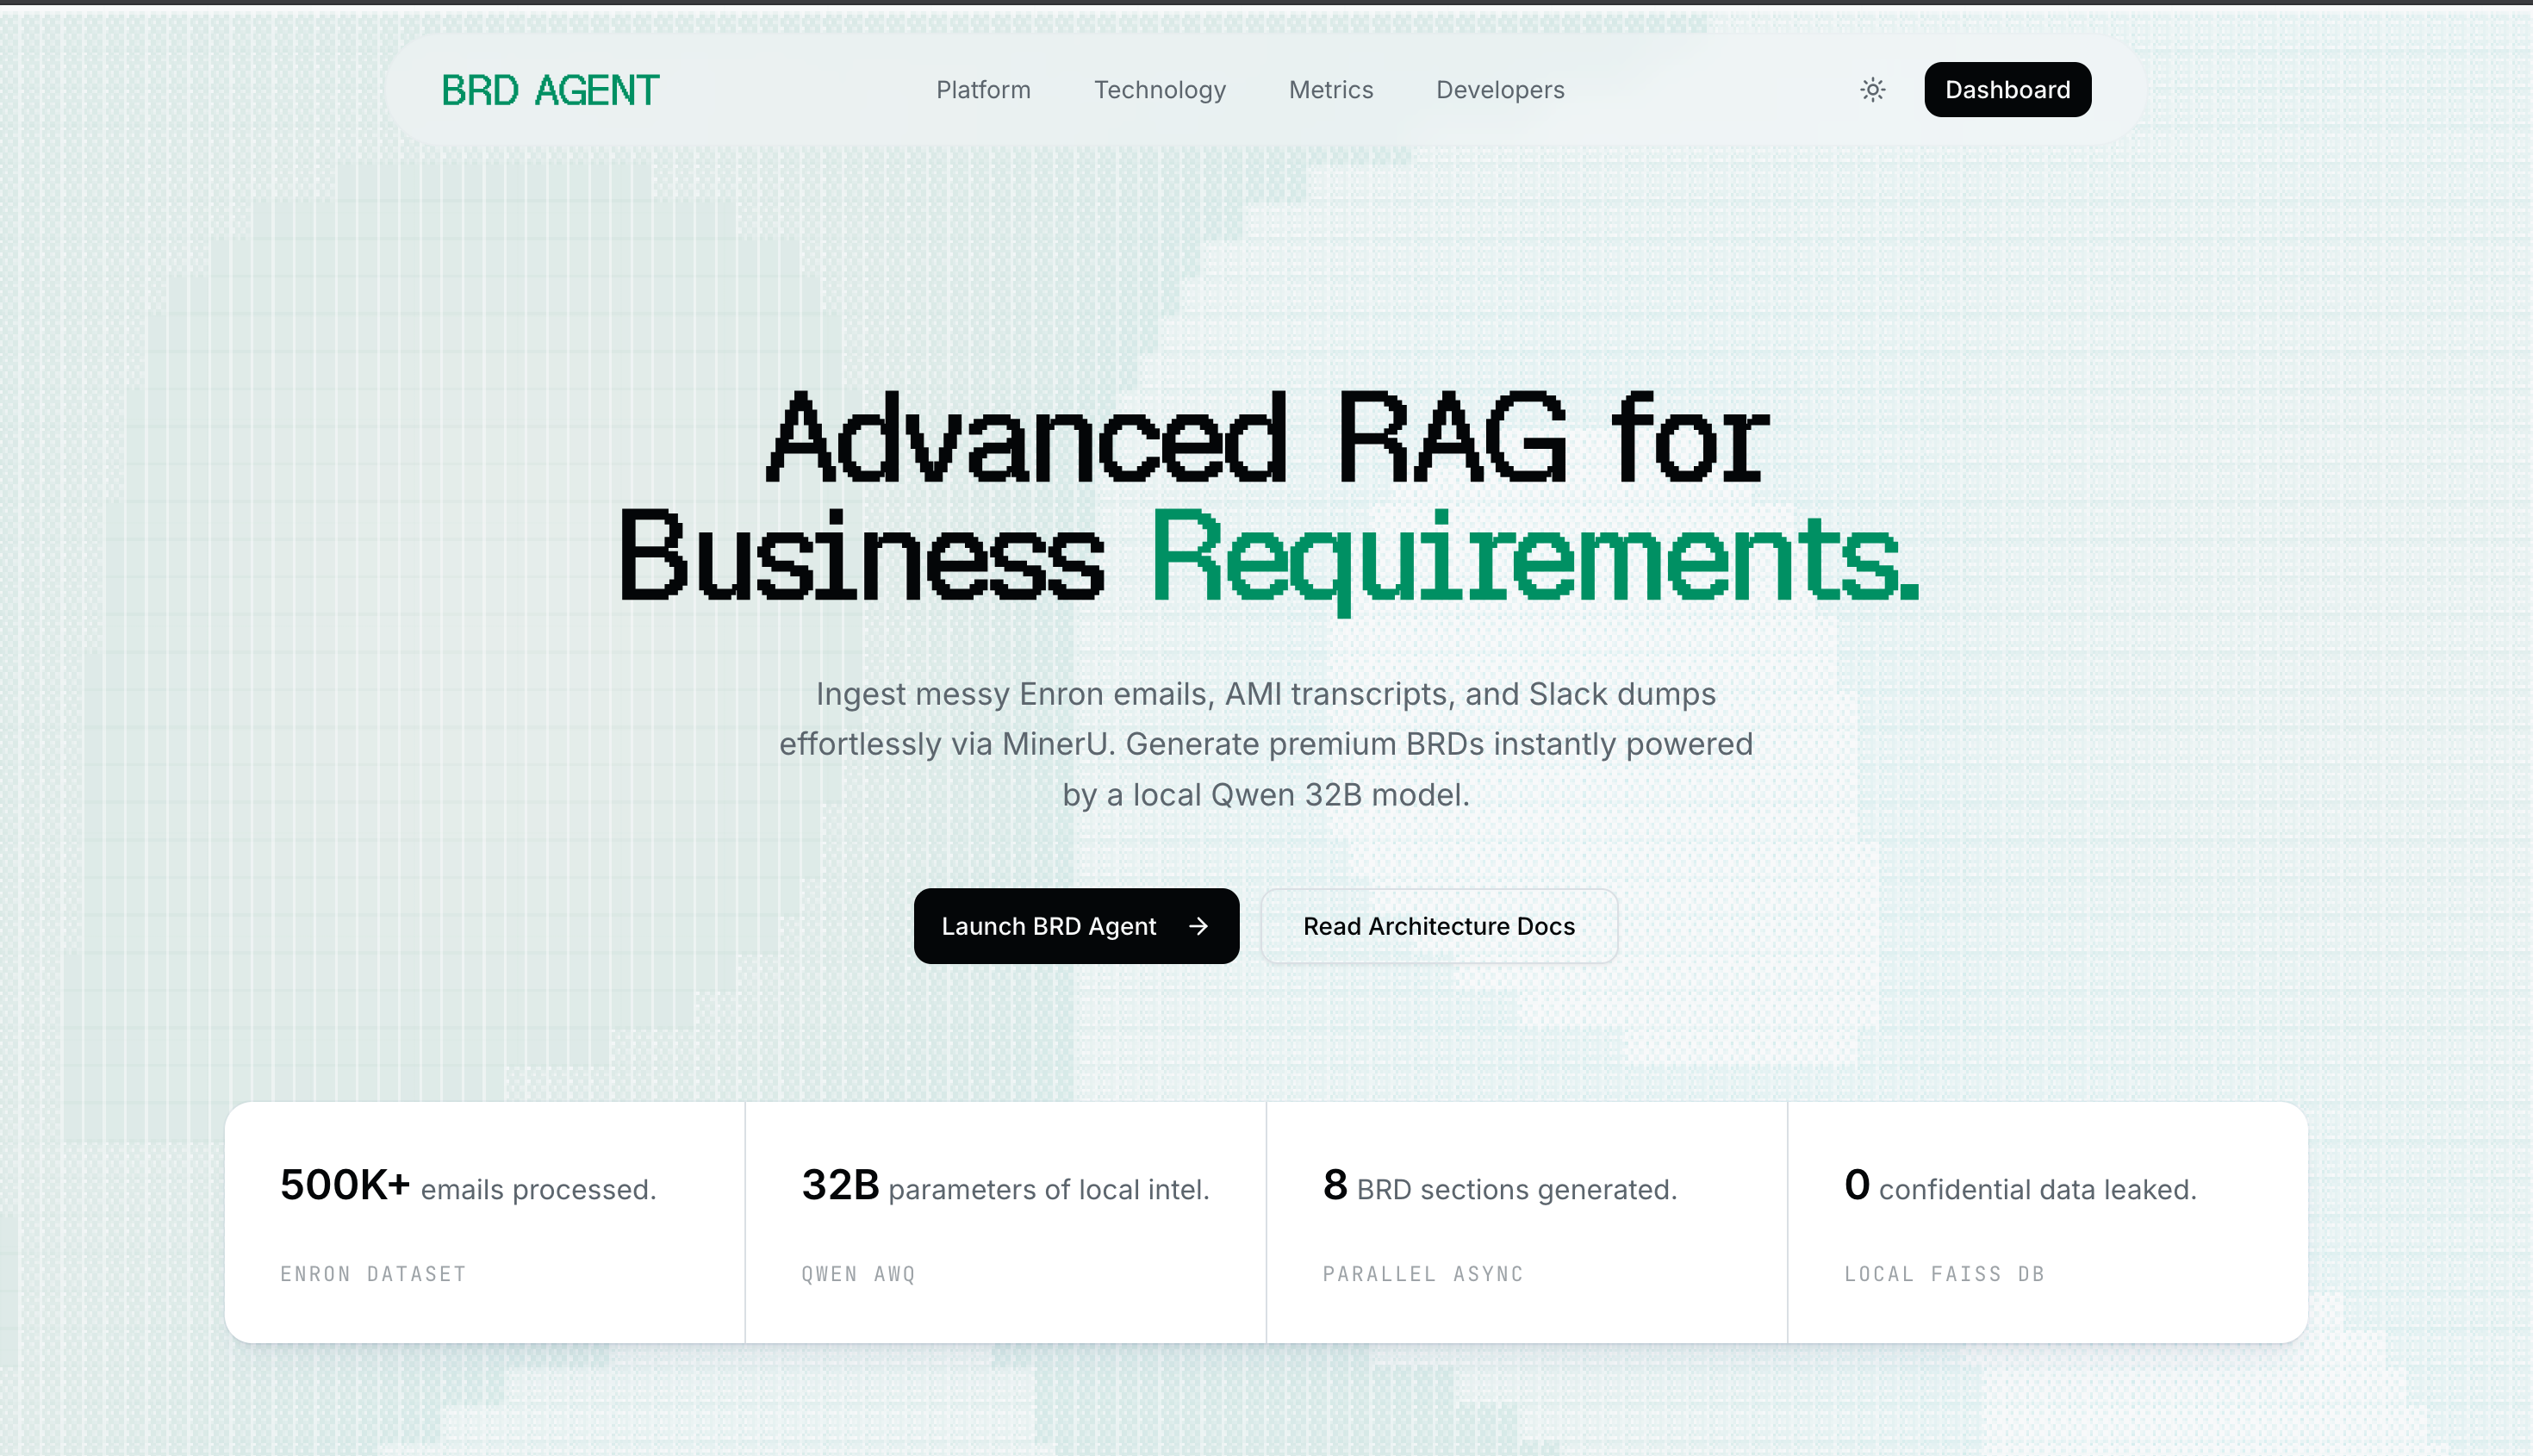 BRD AGENT
Platform
Technology
Metrics
Developers
Dashboard
Advanced RAG for
Business Requirements.
Ingest messy Enron emails, AMI transcripts, and Slack dumps
effortlessly via MinerU. Generate premium BRDs instantly powered
by a local Qwen 32B model.
Launch BRD Agent →
Read Architecture Docs
500K+ emails processed.
ENRON DATASET
32B parameters of local intel.
QWEN AWQ
8 BRD sections generated.
PARALLEL ASYNC
0 confidential data leaked.
LOCAL FAISS DB